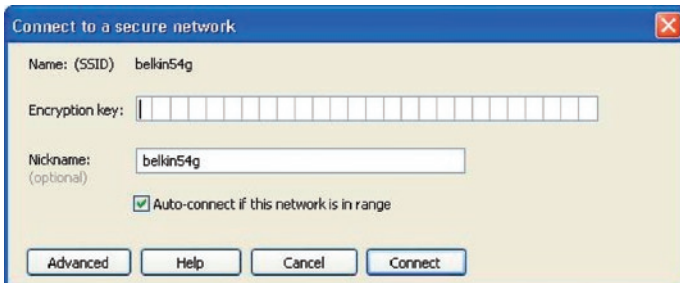 Connect to a secure network
Name: (SSID) belkin54g
Encryption key:
Nickname: belkin54g
(optional)
Auto-connect if this network is in range
Advanced Help Cancel Connect